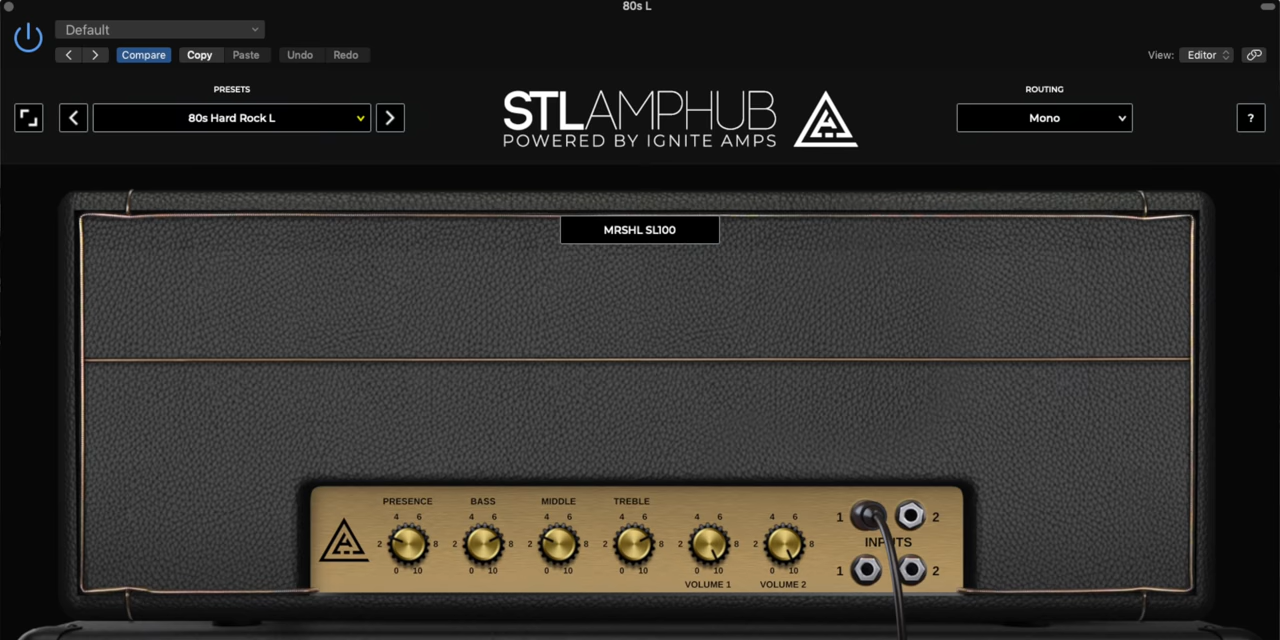 80s L
Default
Compare Copy Paste Undo Redo
View: Editor
PRESETS
ROUTING
80s Hard Rock L
STLAMPHUB
POWERED BY IGNITE AMPS
Mono
?
MRSHL SL100
PRESENCE BASS MIDDLE TREBLE
4 6 4 6 4 6 4 6 4 6 4 6
1 2
2 8 2 8 2 8 2 8 2 8 2 8
INPUTS
0 10 0 10 0 10 0 10 0 10 0 10
1 2
VOLUME 1 VOLUME 2